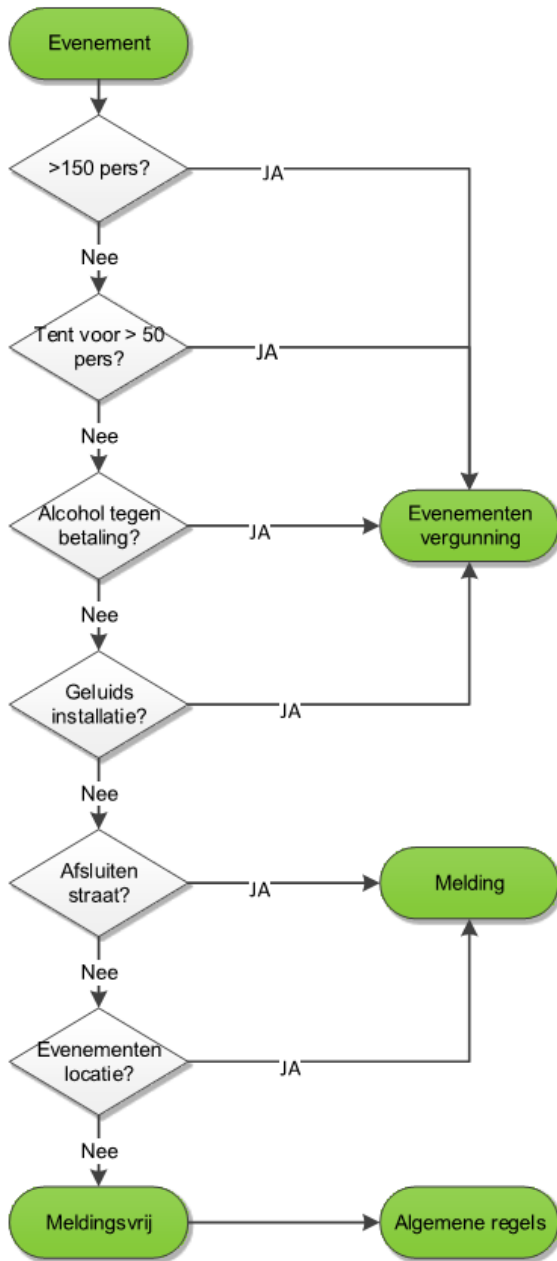 Evenement
>150 pers?
JA
Nee
Tent voor > 50
pers?
JA
Nee
Alcohol tegen
betaling?
JA
Evenementen
vergunning
Nee
Geluids
installatie?
JA
Nee
Afsluiten
straat?
JA
Melding
Nee
Evenementen
locatie?
JA
Nee
Meldingsvrij
Algemene regels